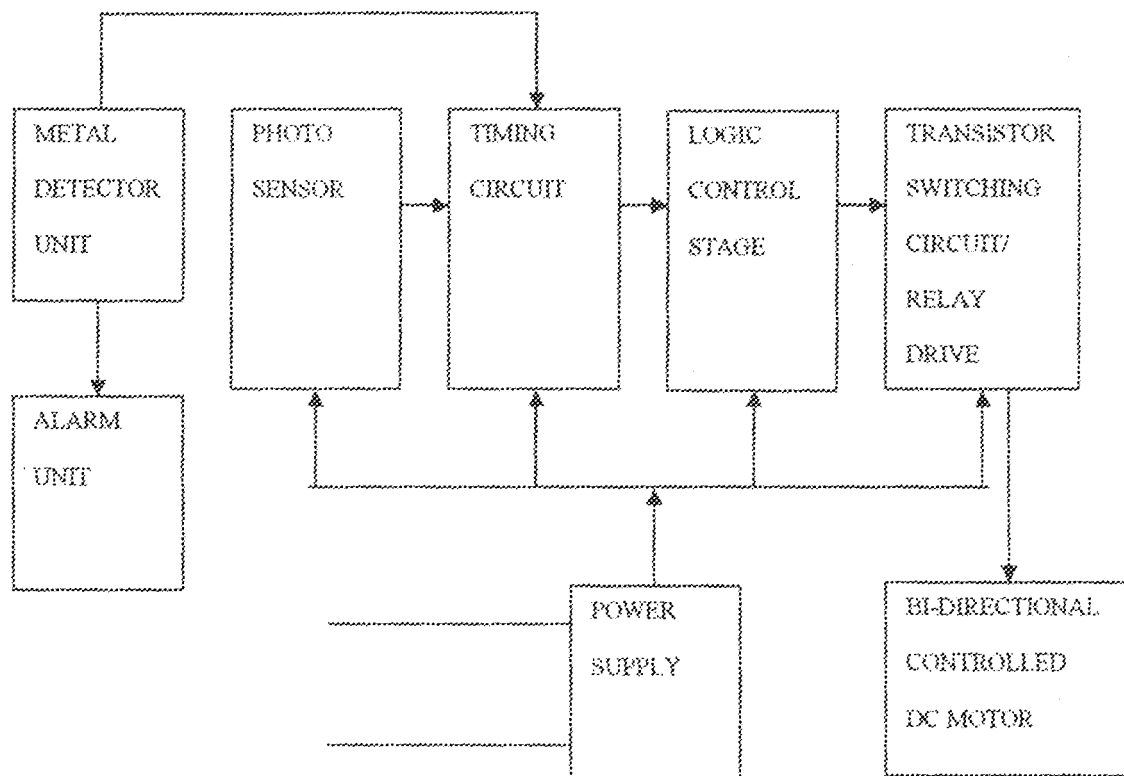 METAL
DETECTOR
UNIT
PHOTO
SENSOR
TIMING
CIRCUIT
LOGIC
CONTROL
STAGE
TRANSISTOR
SWITCHING
CIRCUIT/
RELAY
DRIVE
ALARM
UNIT
POWER
SUPPLY
BI-DIRECTIONAL
CONTROLLED
DC MOTOR